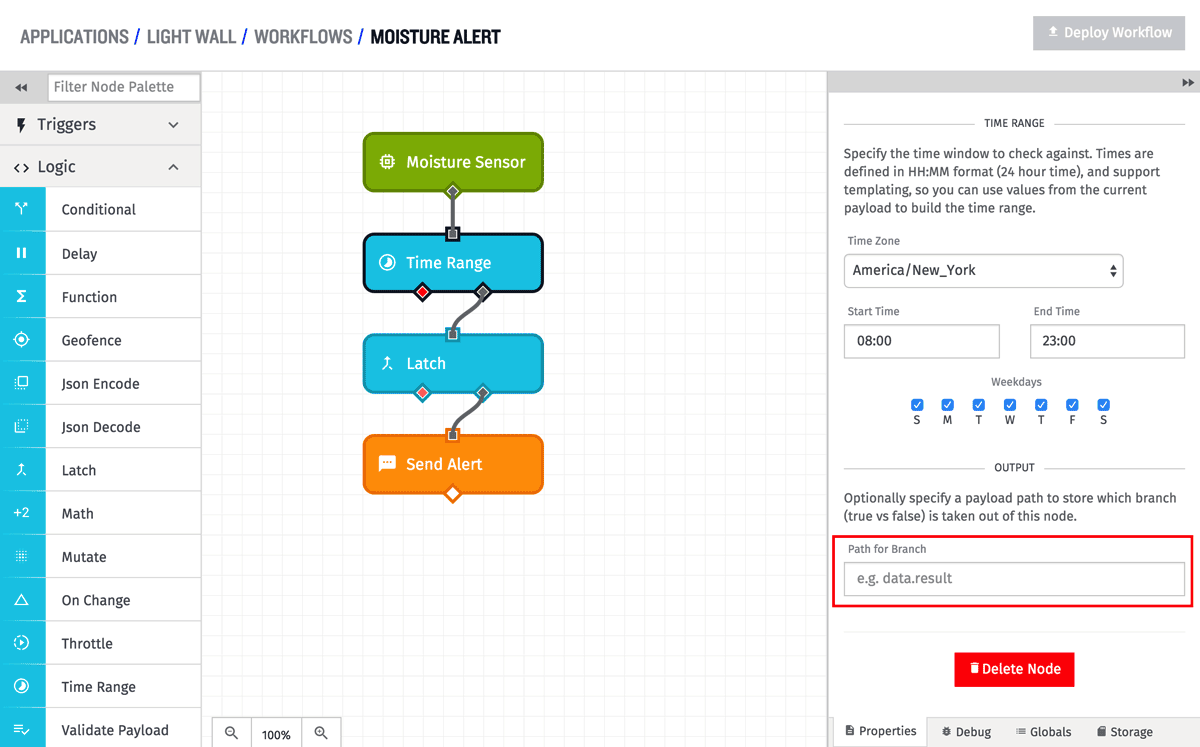 APPLICATIONS / LIGHT WALL / WORKFLOWS / MOISTURE ALERT
Deploy Workflow
Filter Node Palette
Triggers
Logic
Conditional
Delay
Function
Geofence
Json Encode
Json Decode
Latch
+2 Math
Mutate
On Change
Throttle
Time Range
Validate Payload
Moisture Sensor
Time Range
Latch
Send Alert
100%
TIME RANGE
Specify the time window to check against. Times are
defined in HH:MM format (24 hour time), and support
templating, so you can use values from the current
payload to build the time range.
Time Zone
America/New_York
Start Time End Time
08:00 23:00
Weekdays
S M T W T F S
OUTPUT
Optionally specify a payload path to store which branch
(true vs false) is taken out of this node.
Path for Branch
e.g. data.result
Delete Node
Properties Debug Globals Storage